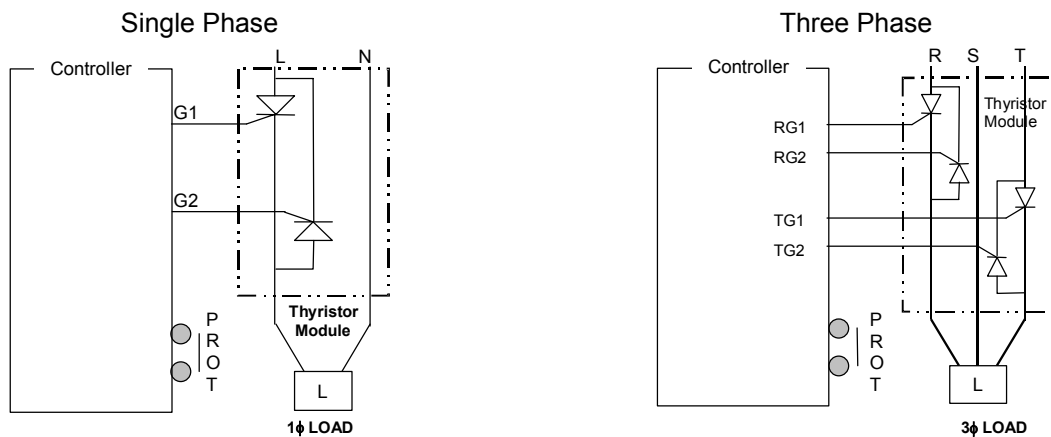 Single Phase
L N
Controller
G1
G2
P
R
O
T
Thyristor
Module
L
1ϕ LOAD
Three Phase
R S T
Controller
Thyristor
Module
RG1
RG2
TG1
TG2
P
R
O
T
L
3ϕ LOAD